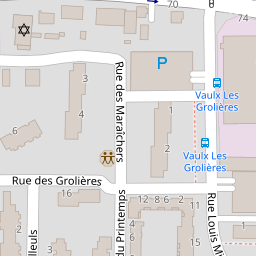 70
74
P
3
4
Rue des Maraîchers
Vaulx Les
Grolières
1
2
6
Vaulx Les
Grolières
Rue des Grolières
16
12 8 6
2
du Printemps
Rue Louis M